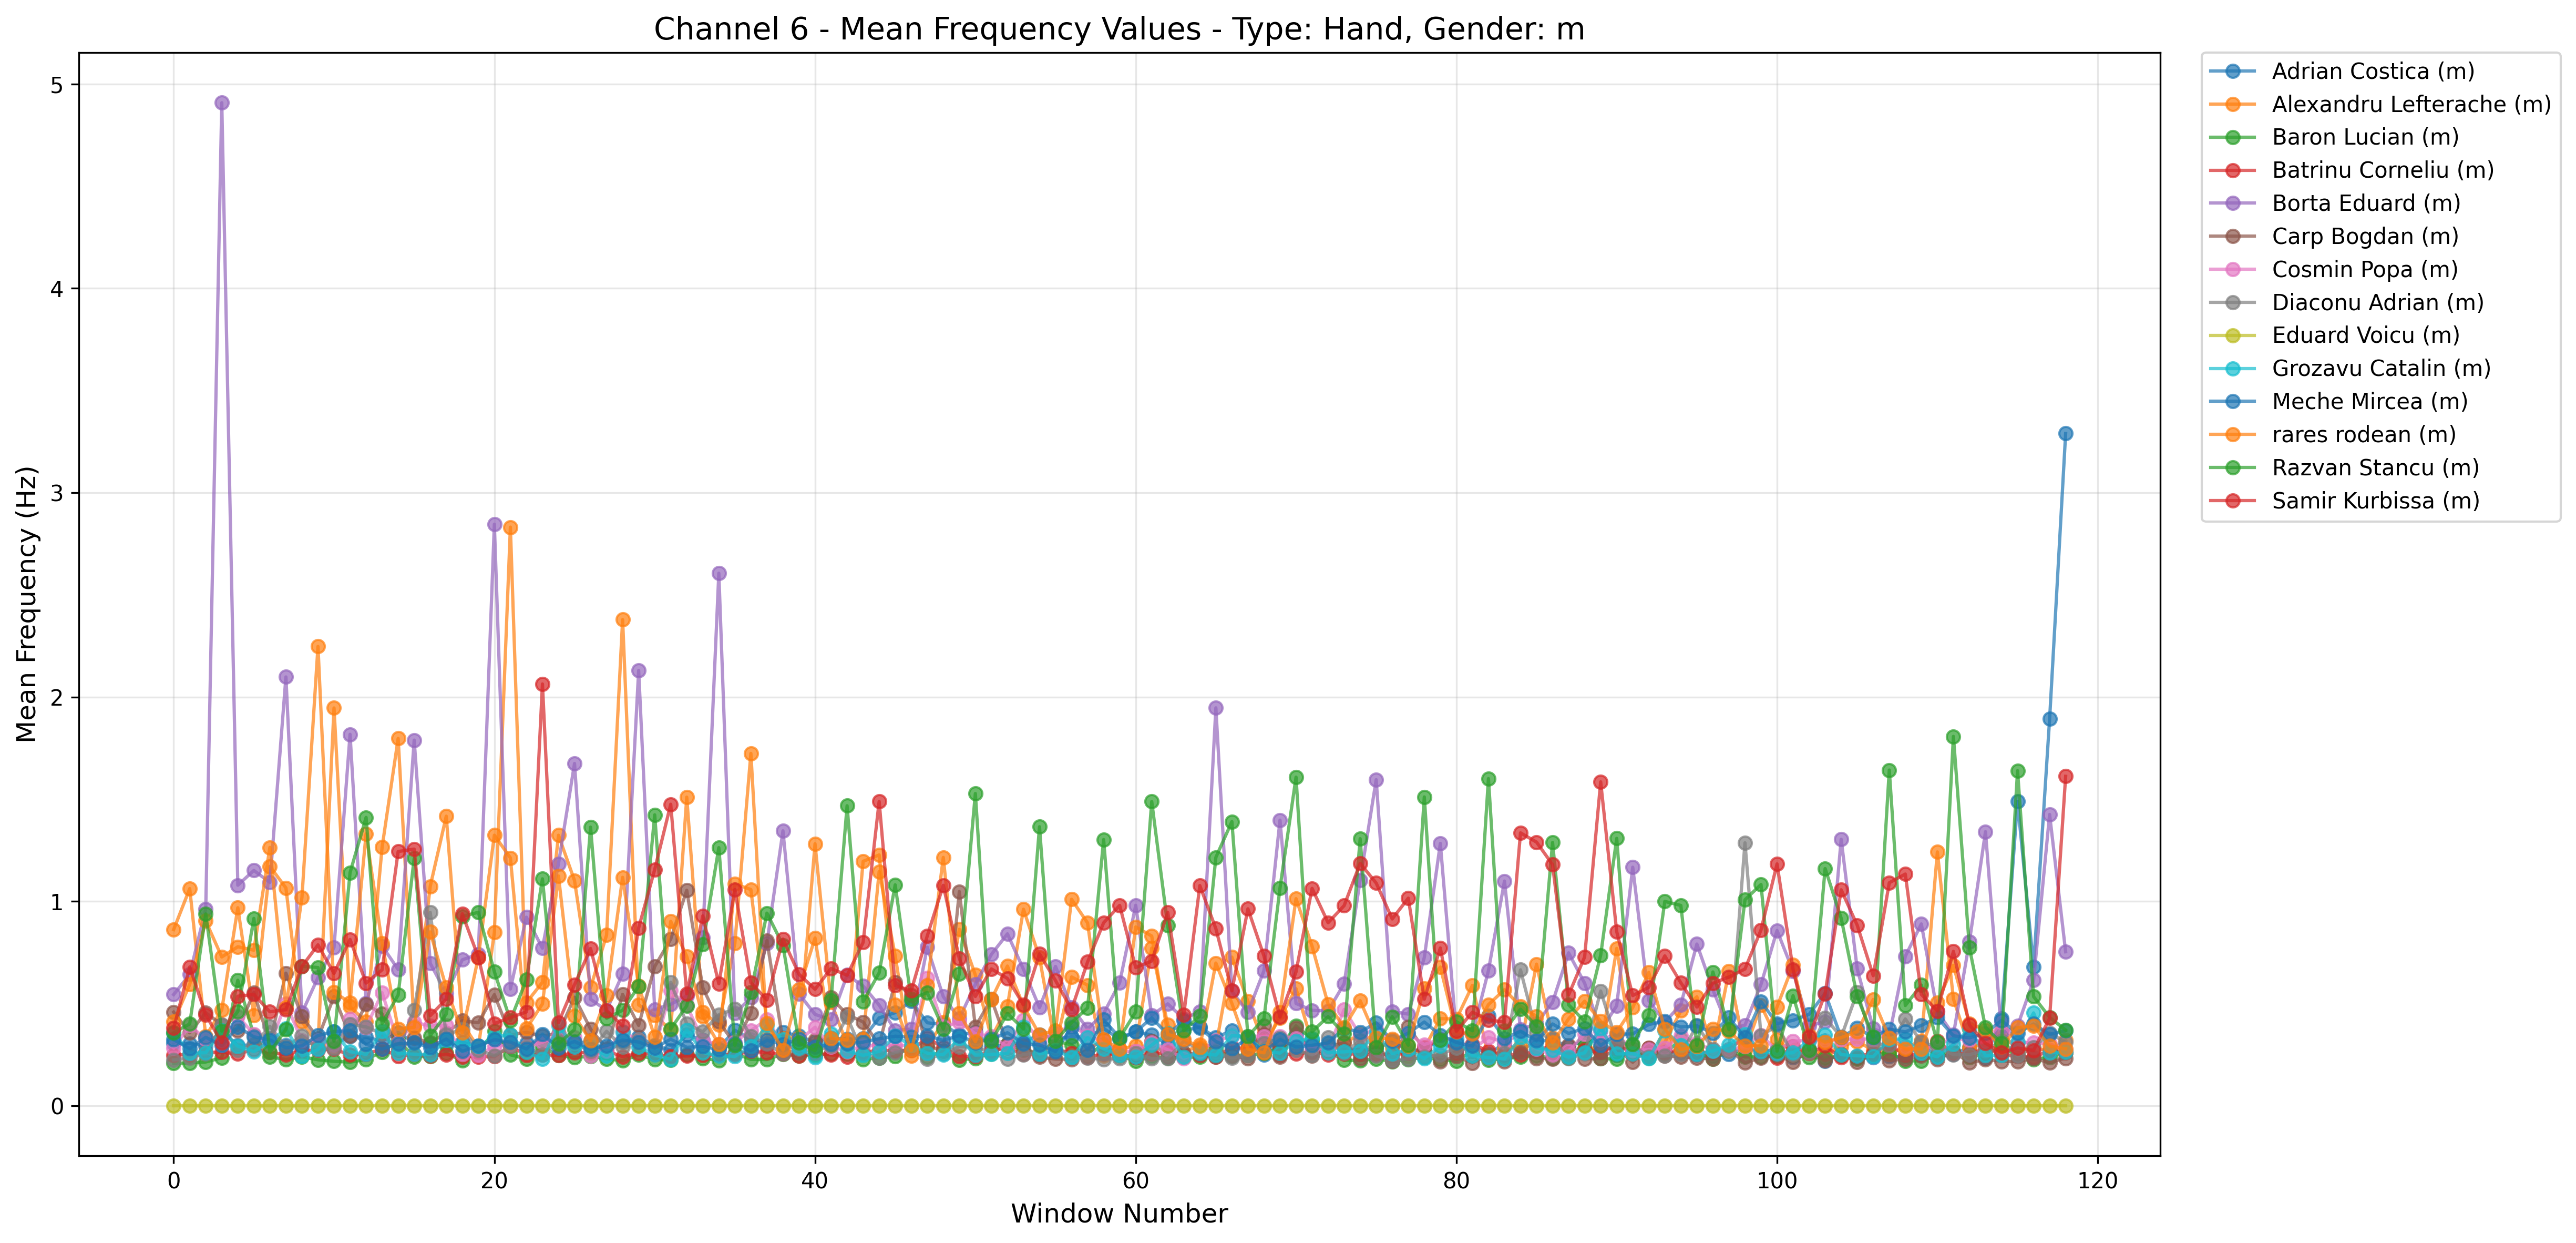 Channel 6 - Mean Frequency Values - Type: Hand, Gender: m
Mean Frequency (Hz)
5
4
3
2
1
0
0 20 40 60 80 100 120
Window Number
Adrian Costica (m)
Alexandru Lefterache (m)
Baron Lucian (m)
Batrinu Corneliu (m)
Borta Eduard (m)
Carp Bogdan (m)
Cosmin Popa (m)
Diaconu Adrian (m)
Eduard Voicu (m)
Grozavu Catalin (m)
Meche Mircea (m)
rares rodean (m)
Razvan Stancu (m)
Samir Kurbissa (m)